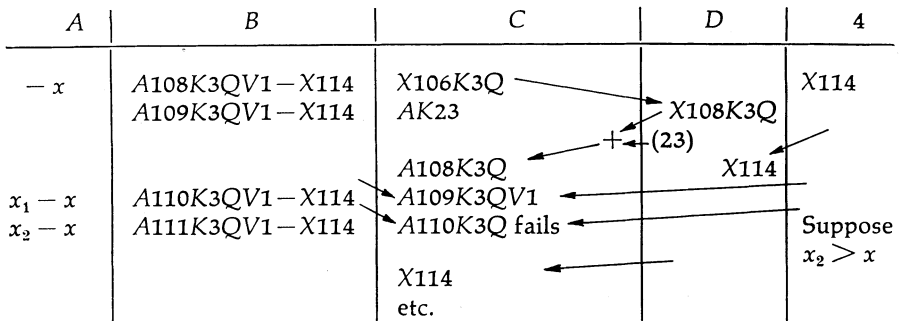 A B C D 4
− x A108K3QV1−X114 X106K3Q X114
A109K3QV1−X114 AK23 X108K3Q
+ (23)
A108K3Q X114
x₁ − x A110K3QV1−X114 A109K3QV1
x₂ − x A111K3QV1−X114 A110K3Q fails Suppose
x₂ > x
X114
etc.